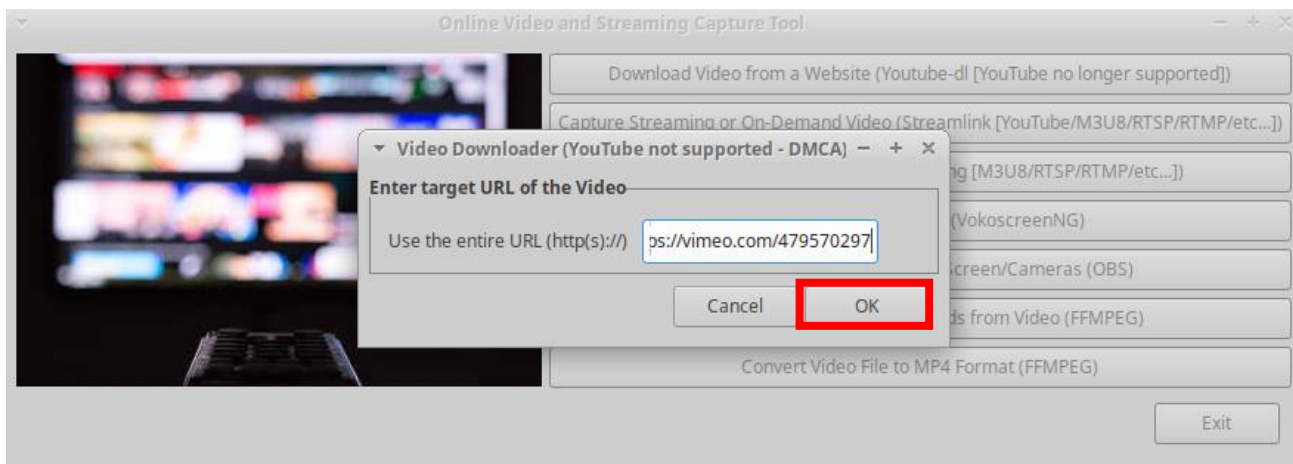 Online Video and Streaming Capture Tool
Download Video from a Website (Youtube-dl [YouTube no longer supported])
Capture Streaming or On-Demand Video (Streamlink [YouTube/M3U8/RTSP/RTMP/etc...])
Video Downloader (YouTube not supported - DMCA)
ng [M3U8/RTSP/RTMP/etc...])
Enter target URL of the Video
(VokoscreenNG)
Use the entire URL (http(s)://) ps://vimeo.com/479570297
Screen/Cameras (OBS)
Cancel OK
ds from Video (FFMPEG)
Convert Video File to MP4 Format (FFMPEG)
Exit